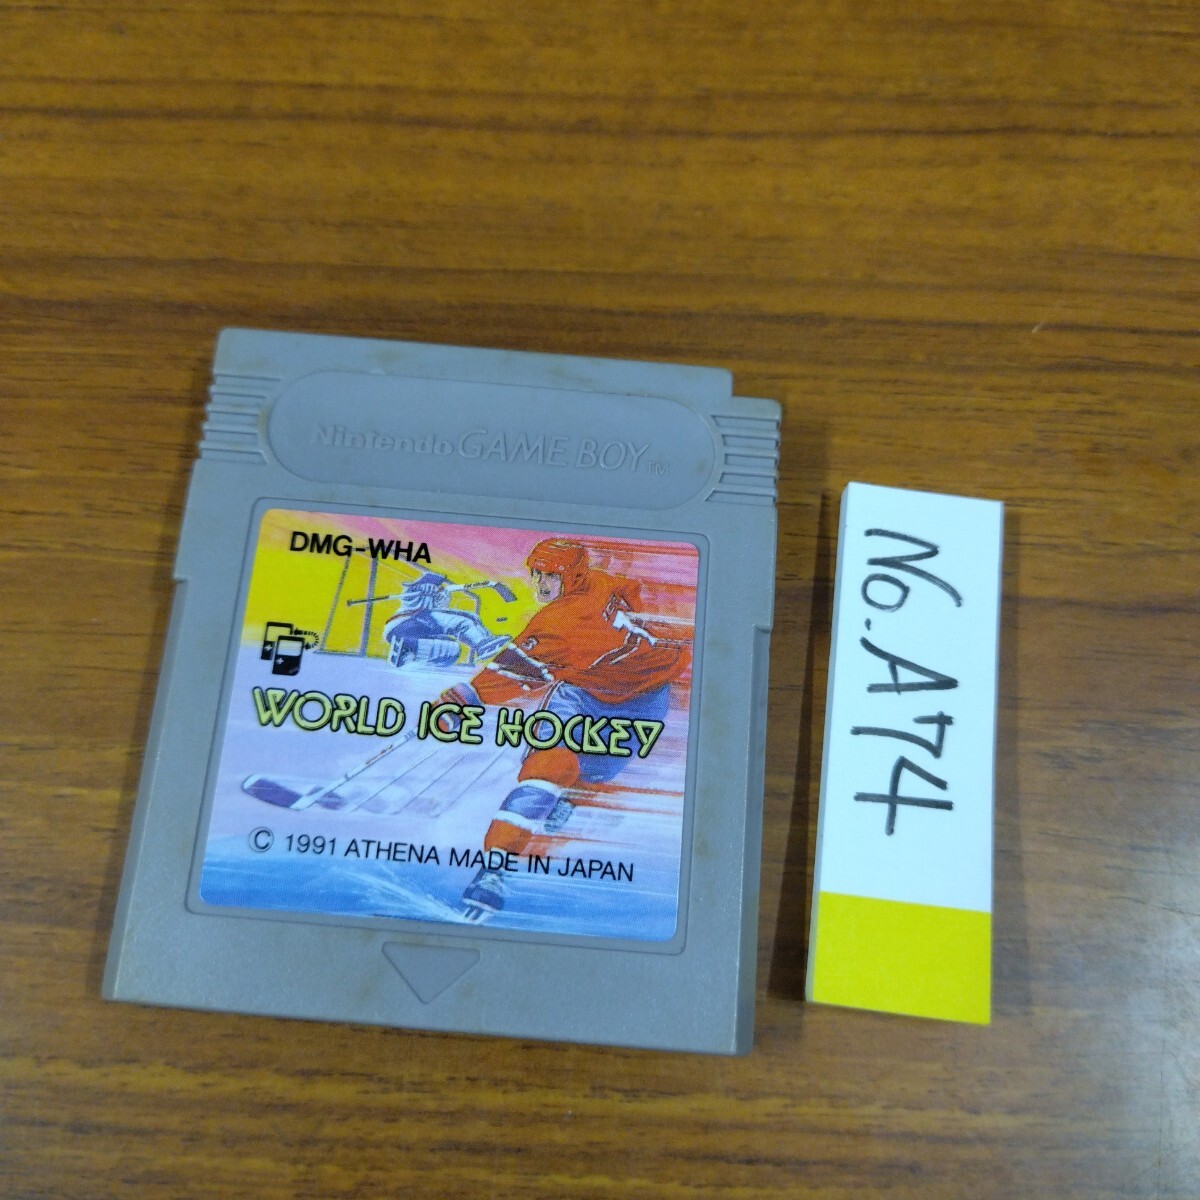 Nintendo GAME BOY TM
DMG-WHA
WORLD ICE HOCKEY
© 1991 ATHENA MADE IN JAPAN
No. A74